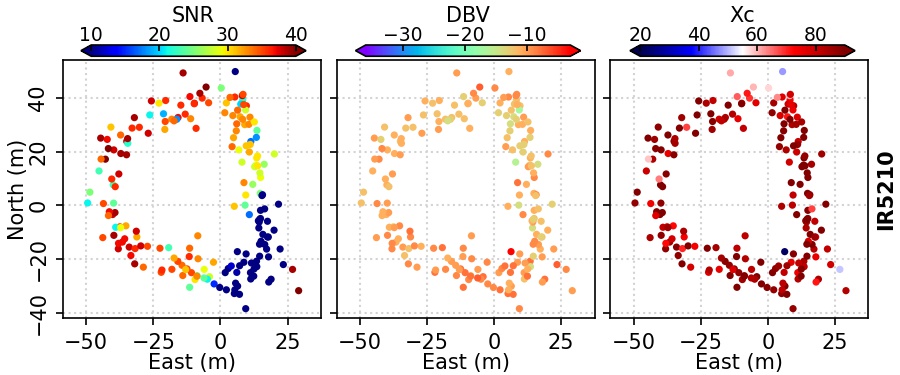 SNR DBV Xc
10 20 30 40 −30 −20 −10 20 40 60 80
North (m)
40
20
0
−20
−40
−50 −25 0 25 −50 −25 0 25 −50 −25 0 25
East (m) East (m) East (m)
IR5210